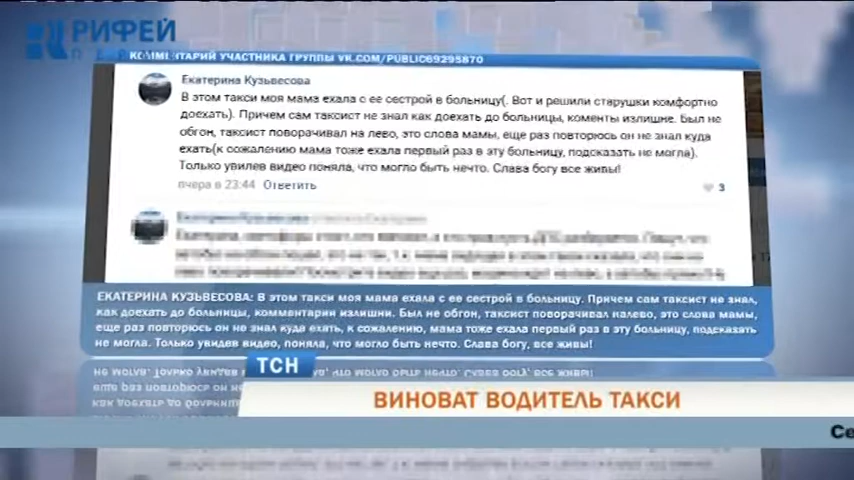 РИФЕЙ
КОММЕНТАРИЙ УЧАСТНИКА ГРУППЫ VK.COM/PUBLIC69295870
Екатерина Кузьвесова
В этом такси моя мама ехала с ее сестрой в больницу(. Вот и решили старушки комфортно
доехать). Причем сам таксист не знал как доехать до больницы, коменты излишне. Был не
обгон, таксист поворачивал на лево, это слова мамы, еще раз повторюсь он не знал куда
ехать(к сожалению мама тоже ехала первый раз в эту больницу, подсказать не могла).
Только увилев видео поняла, что могло быть нечто. Слава богу все живы!
вчера в 23:44 Ответить
3
ЕКАТЕРИНА КУЗЬВЕСОВА: В ЭТОМ ТАКСИ МОЯ МАМА ЕХАЛА С ЕЕ СЕСТРОЙ В БОЛЬНИЦУ. ПРИЧЕМ САМ ТАКСИСТ НЕ ЗНАЛ,
КАК ДОЕХАТЬ ДО БОЛЬНИЦЫ, КОММЕНТАРИИ ИЗЛИШНИ. БЫЛ НЕ ОБГОН, ТАКСИСТ ПОВОРАЧИВАЛ НАЛЕВО, ЭТО СЛОВА МАМЫ,
ЕЩЕ РАЗ ПОВТОРЮСЬ ОН НЕ ЗНАЛ КУДА ЕХАТЬ, К СОЖАЛЕНИЮ, МАМА ТОЖЕ ЕХАЛА ПЕРВЫЙ РАЗ В ЭТУ БОЛЬНИЦУ, ПОДСКАЗАТЬ
НЕ МОГЛА. ТОЛЬКО УВИДЕВ ВИДЕО, ПОНЯЛА, ЧТО МОГЛО БЫТЬ НЕЧТО. СЛАВА БОГУ, ВСЕ ЖИВЫ!
ТСН
ВИНОВАТ ВОДИТЕЛЬ ТАКСИ
Се